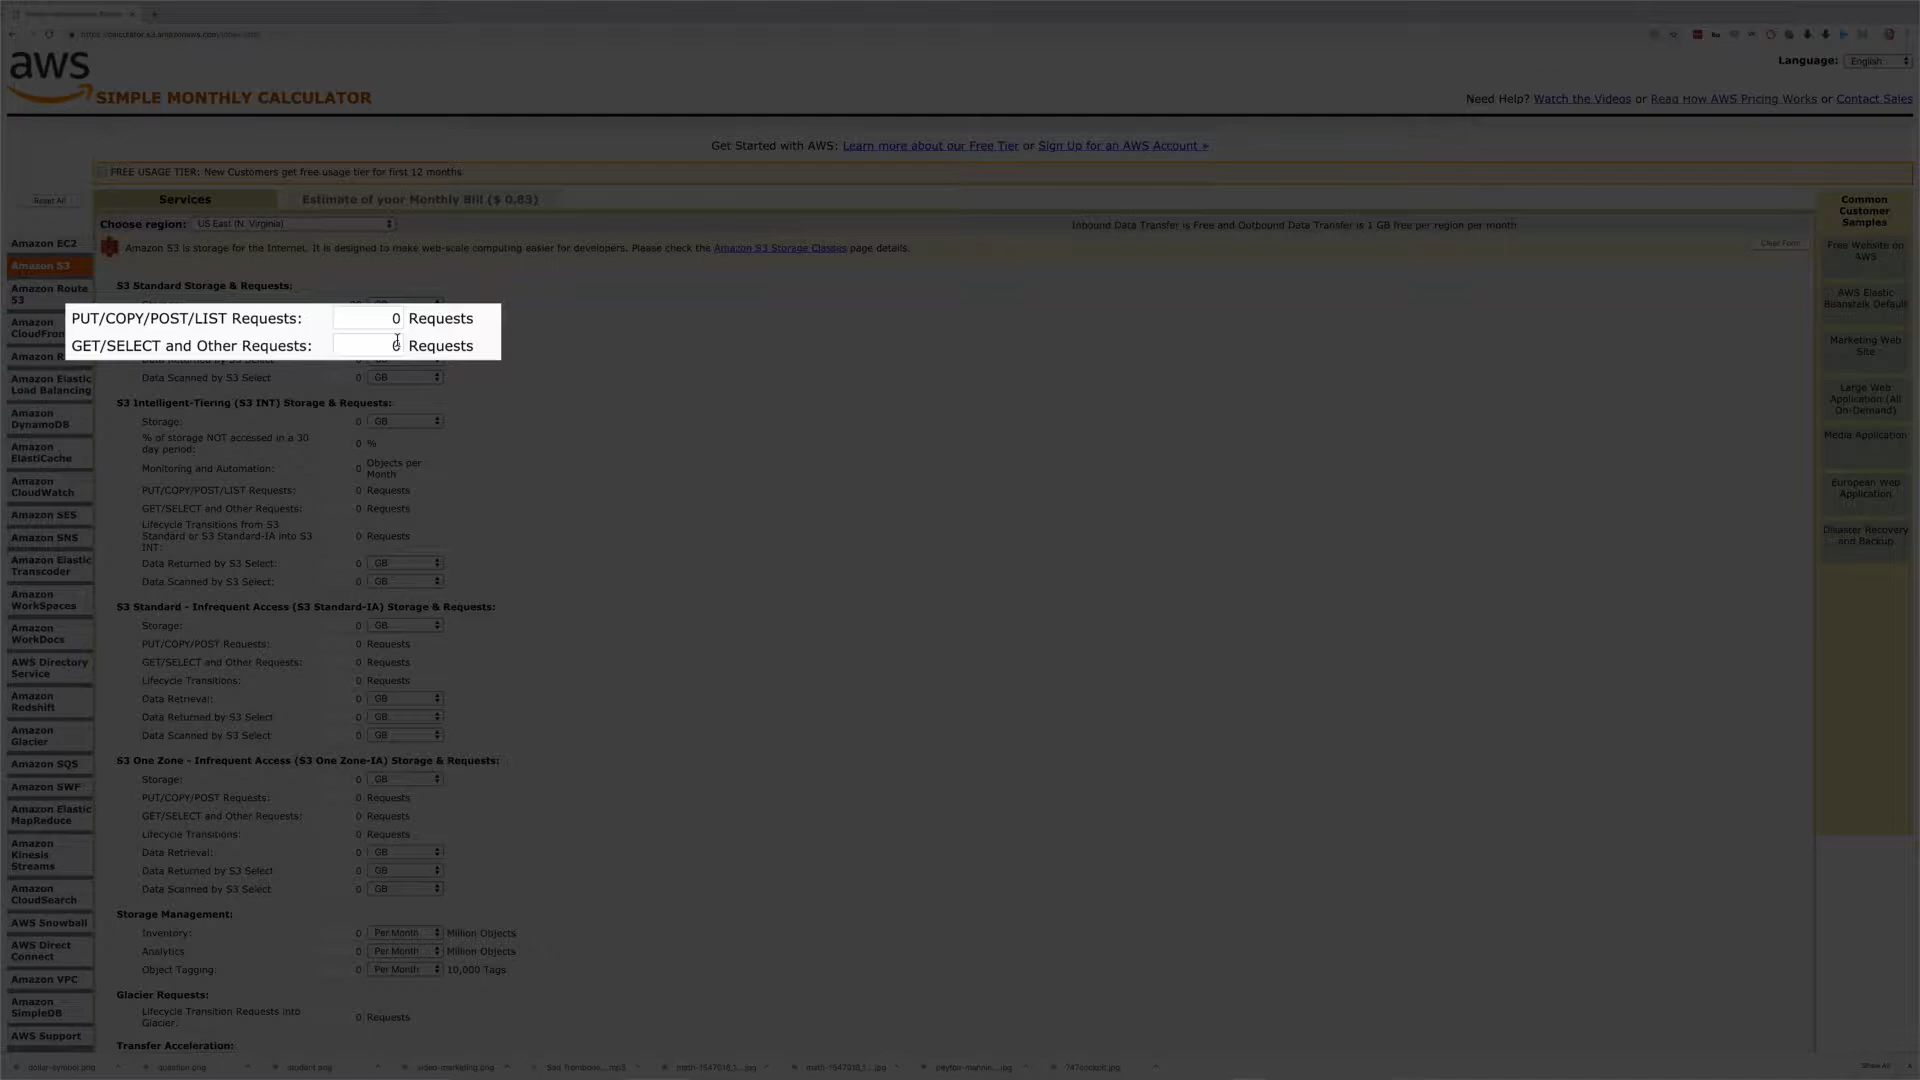 aws
SIMPLE MONTHLY CALCULATOR
Language: English
Need Help? Watch the Videos or Read How AWS Pricing Works or Contact Sales
Get Started with AWS: Learn more about our Free Tier or Sign Up for an AWS Account »
FREE USAGE TIER: New Customers get free usage tier for first 12 months
Reset All
Services
Estimate of your Monthly Bill ($ 0.83)
Choose region: US East (N. Virginia)
Inbound Data Transfer is Free and Outbound Data Transfer is 1 GB free per region per month
Amazon S3 is storage for the Internet. It is designed to make web-scale computing easier for developers. Please check the Amazon S3 Storage Classes page details.
Clear Form
Amazon EC2
Amazon S3
Amazon Route
53
Amazon
CloudFron
Amazon R
Amazon Elastic
Load Balancing
Amazon
DynamoDB
Amazon
ElastiCache
Amazon
CloudWatch
Amazon SES
Amazon SNS
Amazon Elastic
Transcoder
Amazon
WorkSpaces
Amazon
WorkDocs
AWS Directory
Service
Amazon
Redshift
Amazon
Glacier
Amazon SQS
Amazon SWF
Amazon Elastic
MapReduce
Amazon
Kinesis
Streams
Amazon
CloudSearch
AWS Snowball
AWS Direct
Connect
Amazon VPC
Amazon
SimpleDB
AWS Support
S3 Standard Storage & Requests:
PUT/COPY/POST/LIST Requests: 0 Requests
GET/SELECT and Other Requests: 0 Requests
Data Scanned by S3 Select 0 GB
S3 Intelligent-Tiering (S3 INT) Storage & Requests:
Storage: 0 GB
% of storage NOT accessed in a 30
day period: 0 %
Monitoring and Automation: 0 Objects per
Month
PUT/COPY/POST/LIST Requests: 0 Requests
GET/SELECT and Other Requests: 0 Requests
Lifecycle Transitions from S3
Standard or S3 Standard-IA into S3
INT: 0 Requests
Data Returned by S3 Select: 0 GB
Data Scanned by S3 Select: 0 GB
S3 Standard - Infrequent Access (S3 Standard-IA) Storage & Requests:
Storage: 0 GB
PUT/COPY/POST Requests: 0 Requests
GET/SELECT and Other Requests: 0 Requests
Lifecycle Transitions: 0 Requests
Data Retrieval: 0 GB
Data Returned by S3 Select 0 GB
Data Scanned by S3 Select 0 GB
S3 One Zone - Infrequent Access (S3 One Zone-IA) Storage & Requests:
Storage: 0 GB
PUT/COPY/POST Requests: 0 Requests
GET/SELECT and Other Requests: 0 Requests
Lifecycle Transitions: 0 Requests
Data Retrieval: 0 GB
Data Returned by S3 Select 0 GB
Data Scanned by S3 Select 0 GB
Storage Management:
Inventory: 0 Per Month Million Objects
Analytics 0 Per Month Million Objects
Object Tagging: 0 Per Month 10,000 Tags
Glacier Requests:
Lifecycle Transition Requests into
Glacier. 0 Requests
Transfer Acceleration:
Common
Customer
Samples
Free Website on
AWS
AWS Elastic
Beanstalk Default
Marketing Web
Site
Large Web
Application (All
On-Demand)
Media Application
European Web
Application
Disaster Recovery
and Backup
dollar-symbol.png
question.png
student.png
video-marketing.png
747cockpit.jpg
Show All